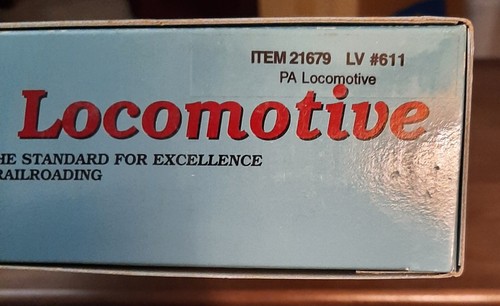 ITEM 21679 LV #611
PA Locomotive
Locomotive
HE STANDARD FOR EXCELLENCE
RAILROADING